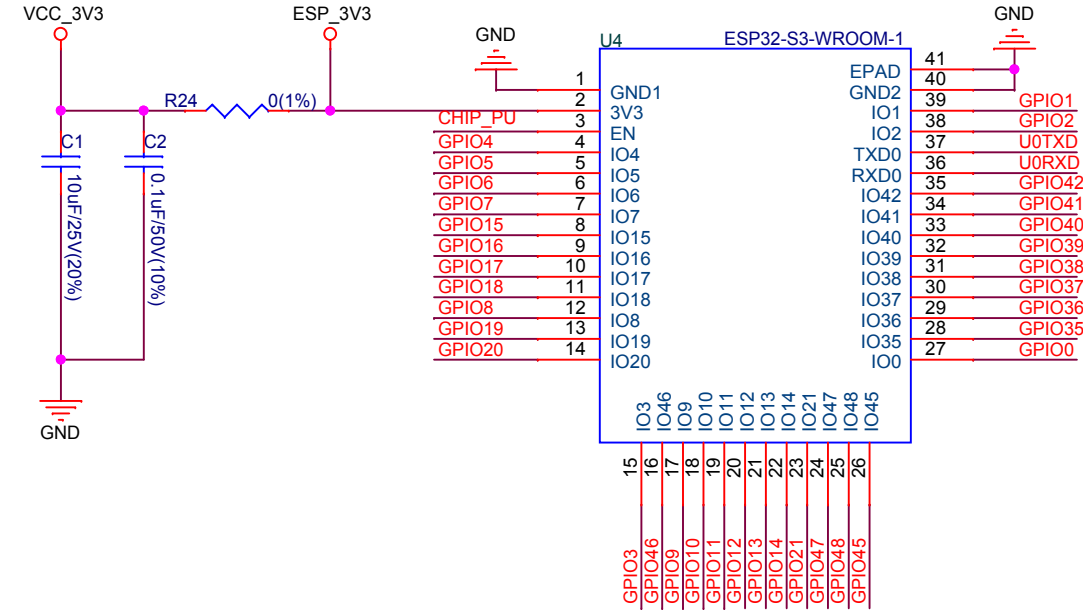 VCC_3V3
ESP_3V3
GND
GND
U4
ESP32-S3-WROOM-1
R24
0(1%)
C1
10uF/25V(20%)
C2
0.1uF/50V(10%)
GND
1 GND1
2 3V3
CHIP_PU 3 EN
GPIO4 4 IO4
GPIO5 5 IO5
GPIO6 6 IO6
GPIO7 7 IO7
GPIO15 8 IO15
GPIO16 9 IO16
GPIO17 10 IO17
GPIO18 11 IO18
GPIO8 12 IO8
GPIO19 13 IO19
GPIO20 14 IO20
EPAD 41
GND2 40
IO1 39 GPIO1
IO2 38 GPIO2
TXD0 37 U0TXD
RXD0 36 U0RXD
IO42 35 GPIO42
IO41 34 GPIO41
IO40 33 GPIO40
IO39 32 GPIO39
IO38 31 GPIO38
IO37 30 GPIO37
IO36 29 GPIO36
IO35 28 GPIO35
IO0 27 GPIO0
IO3 15 GPIO3
IO46 16 GPIO46
IO9 17 GPIO9
IO10 18 GPIO10
IO11 19 GPIO11
IO12 20 GPIO12
IO13 21 GPIO13
IO14 22 GPIO14
IO21 23 GPIO21
IO47 24 GPIO47
IO48 25 GPIO48
IO45 26 GPIO45